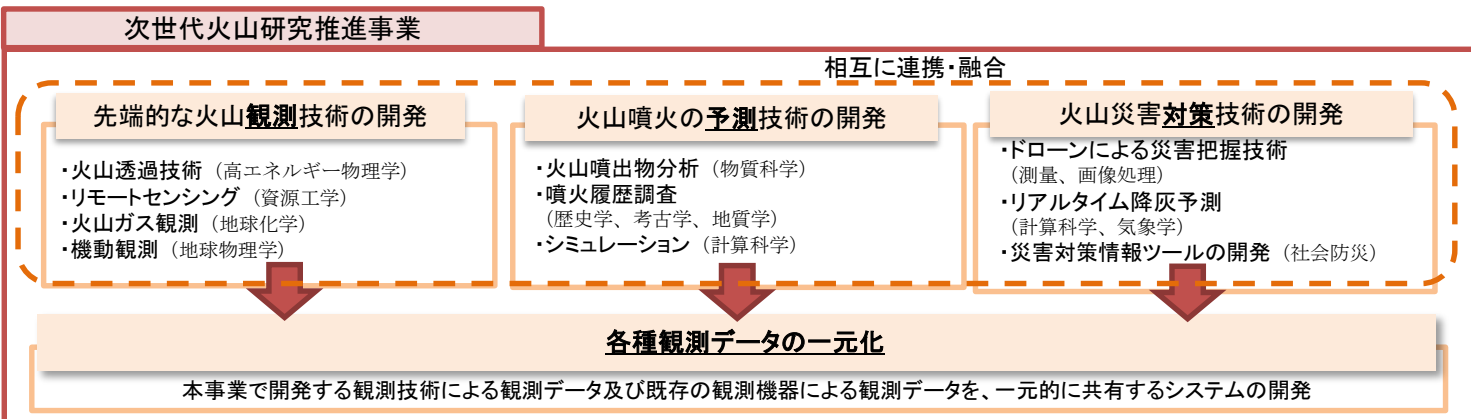 次世代火山研究推進事業
相互に連携・融合
先端的な火山観測技術の開発
・火山透過技術（高エネルギー物理学）
・リモートセンシング（資源工学）
・火山ガス観測（地球化学）
・機動観測（地球物理学）
火山噴火の予測技術の開発
・火山噴出物分析（物質科学）
・噴火履歴調査
（歴史学、考古学、地質学）
・シミュレーション（計算科学）
火山災害対策技術の開発
・ドローンによる災害把握技術
（測量、画像処理）
・リアルタイム降灰予測
（計算科学、気象学）
・災害対策情報ツールの開発（社会防災）
各種観測データの一元化
本事業で開発する観測技術による観測データ及び既存の観測機器による観測データを、一元的に共有するシステムの開発